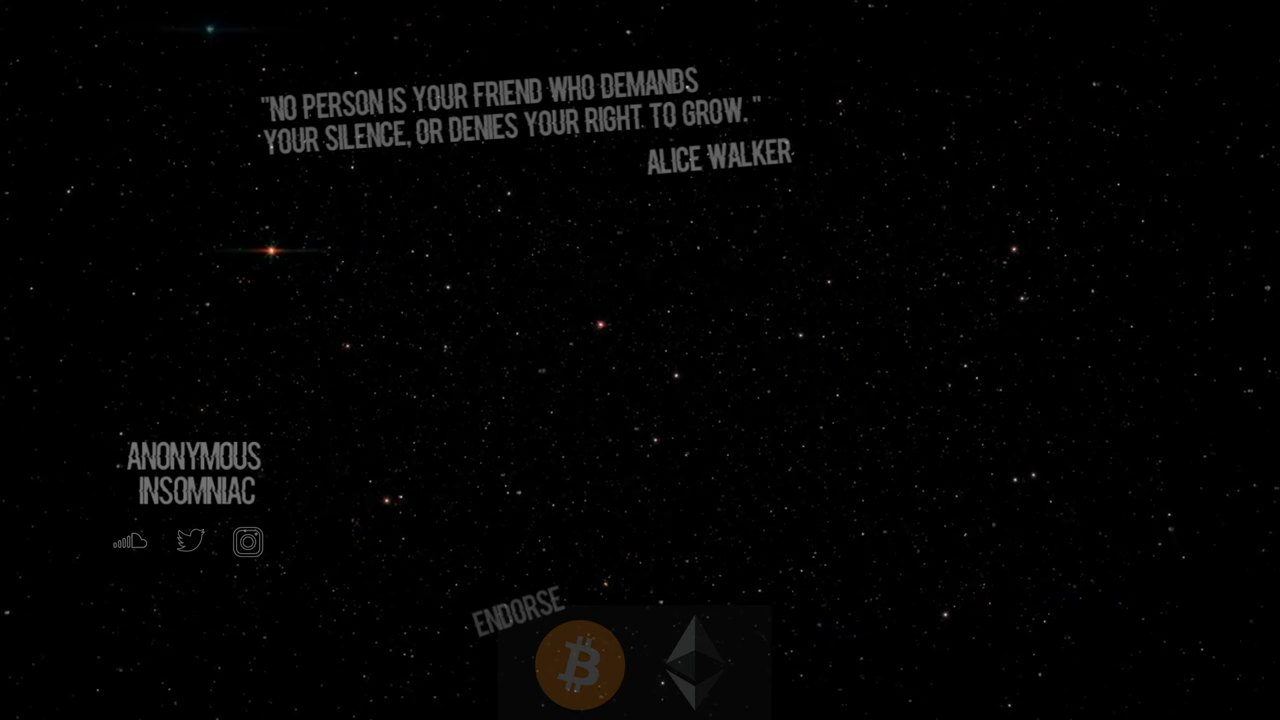 "NO PERSON IS YOUR FRIEND WHO DEMANDS
YOUR SILENCE, OR DENIES YOUR RIGHT TO GROW. "
ALICE WALKER
ANONYMOUS
INSOMNIAC
ENDORSE